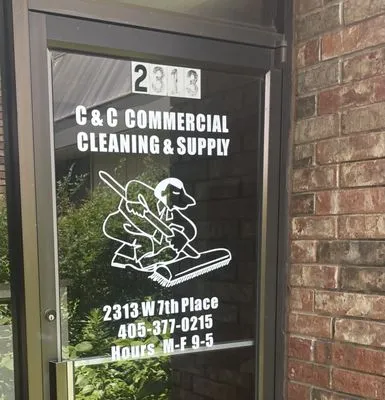 2313
C & C COMMERCIAL
CLEANING & SUPPLY
2313 W 7th Place
405-377-0215
Hours M-F 9-5